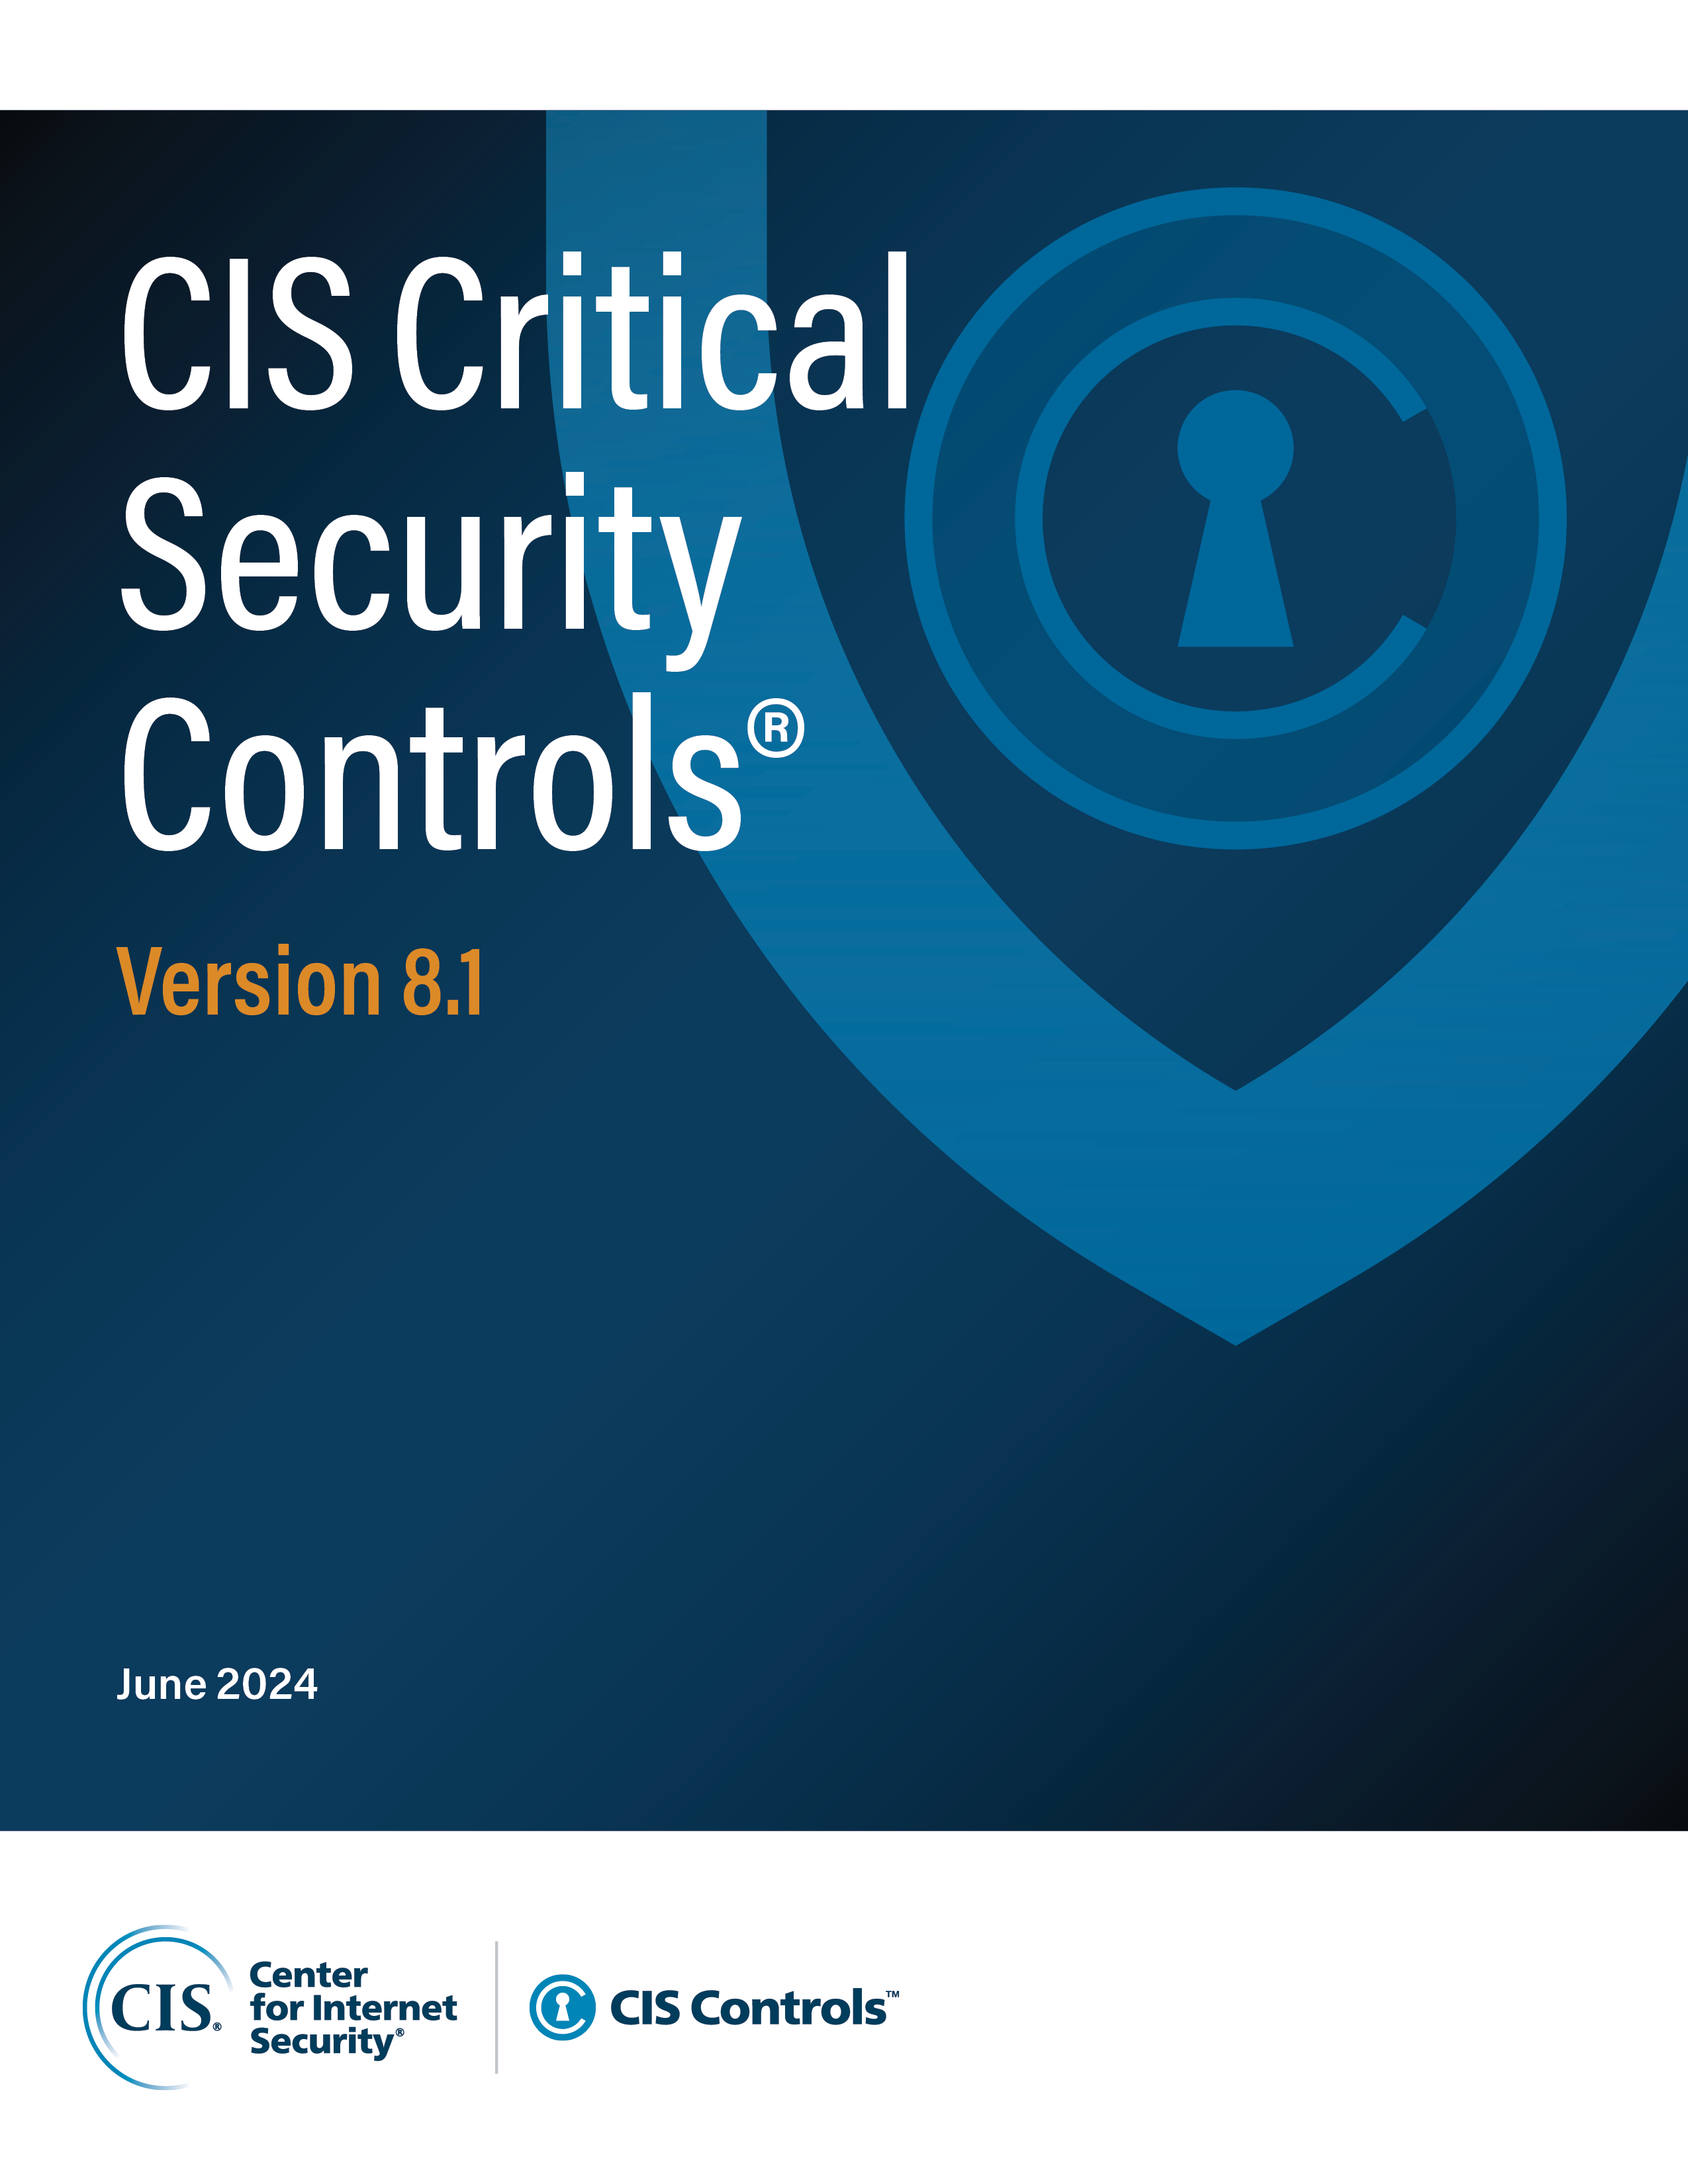 CIS Critical
Security
Controls®
Version 8.1
June 2024
CIS®
Center
for Internet
Security®
CIS Controls™